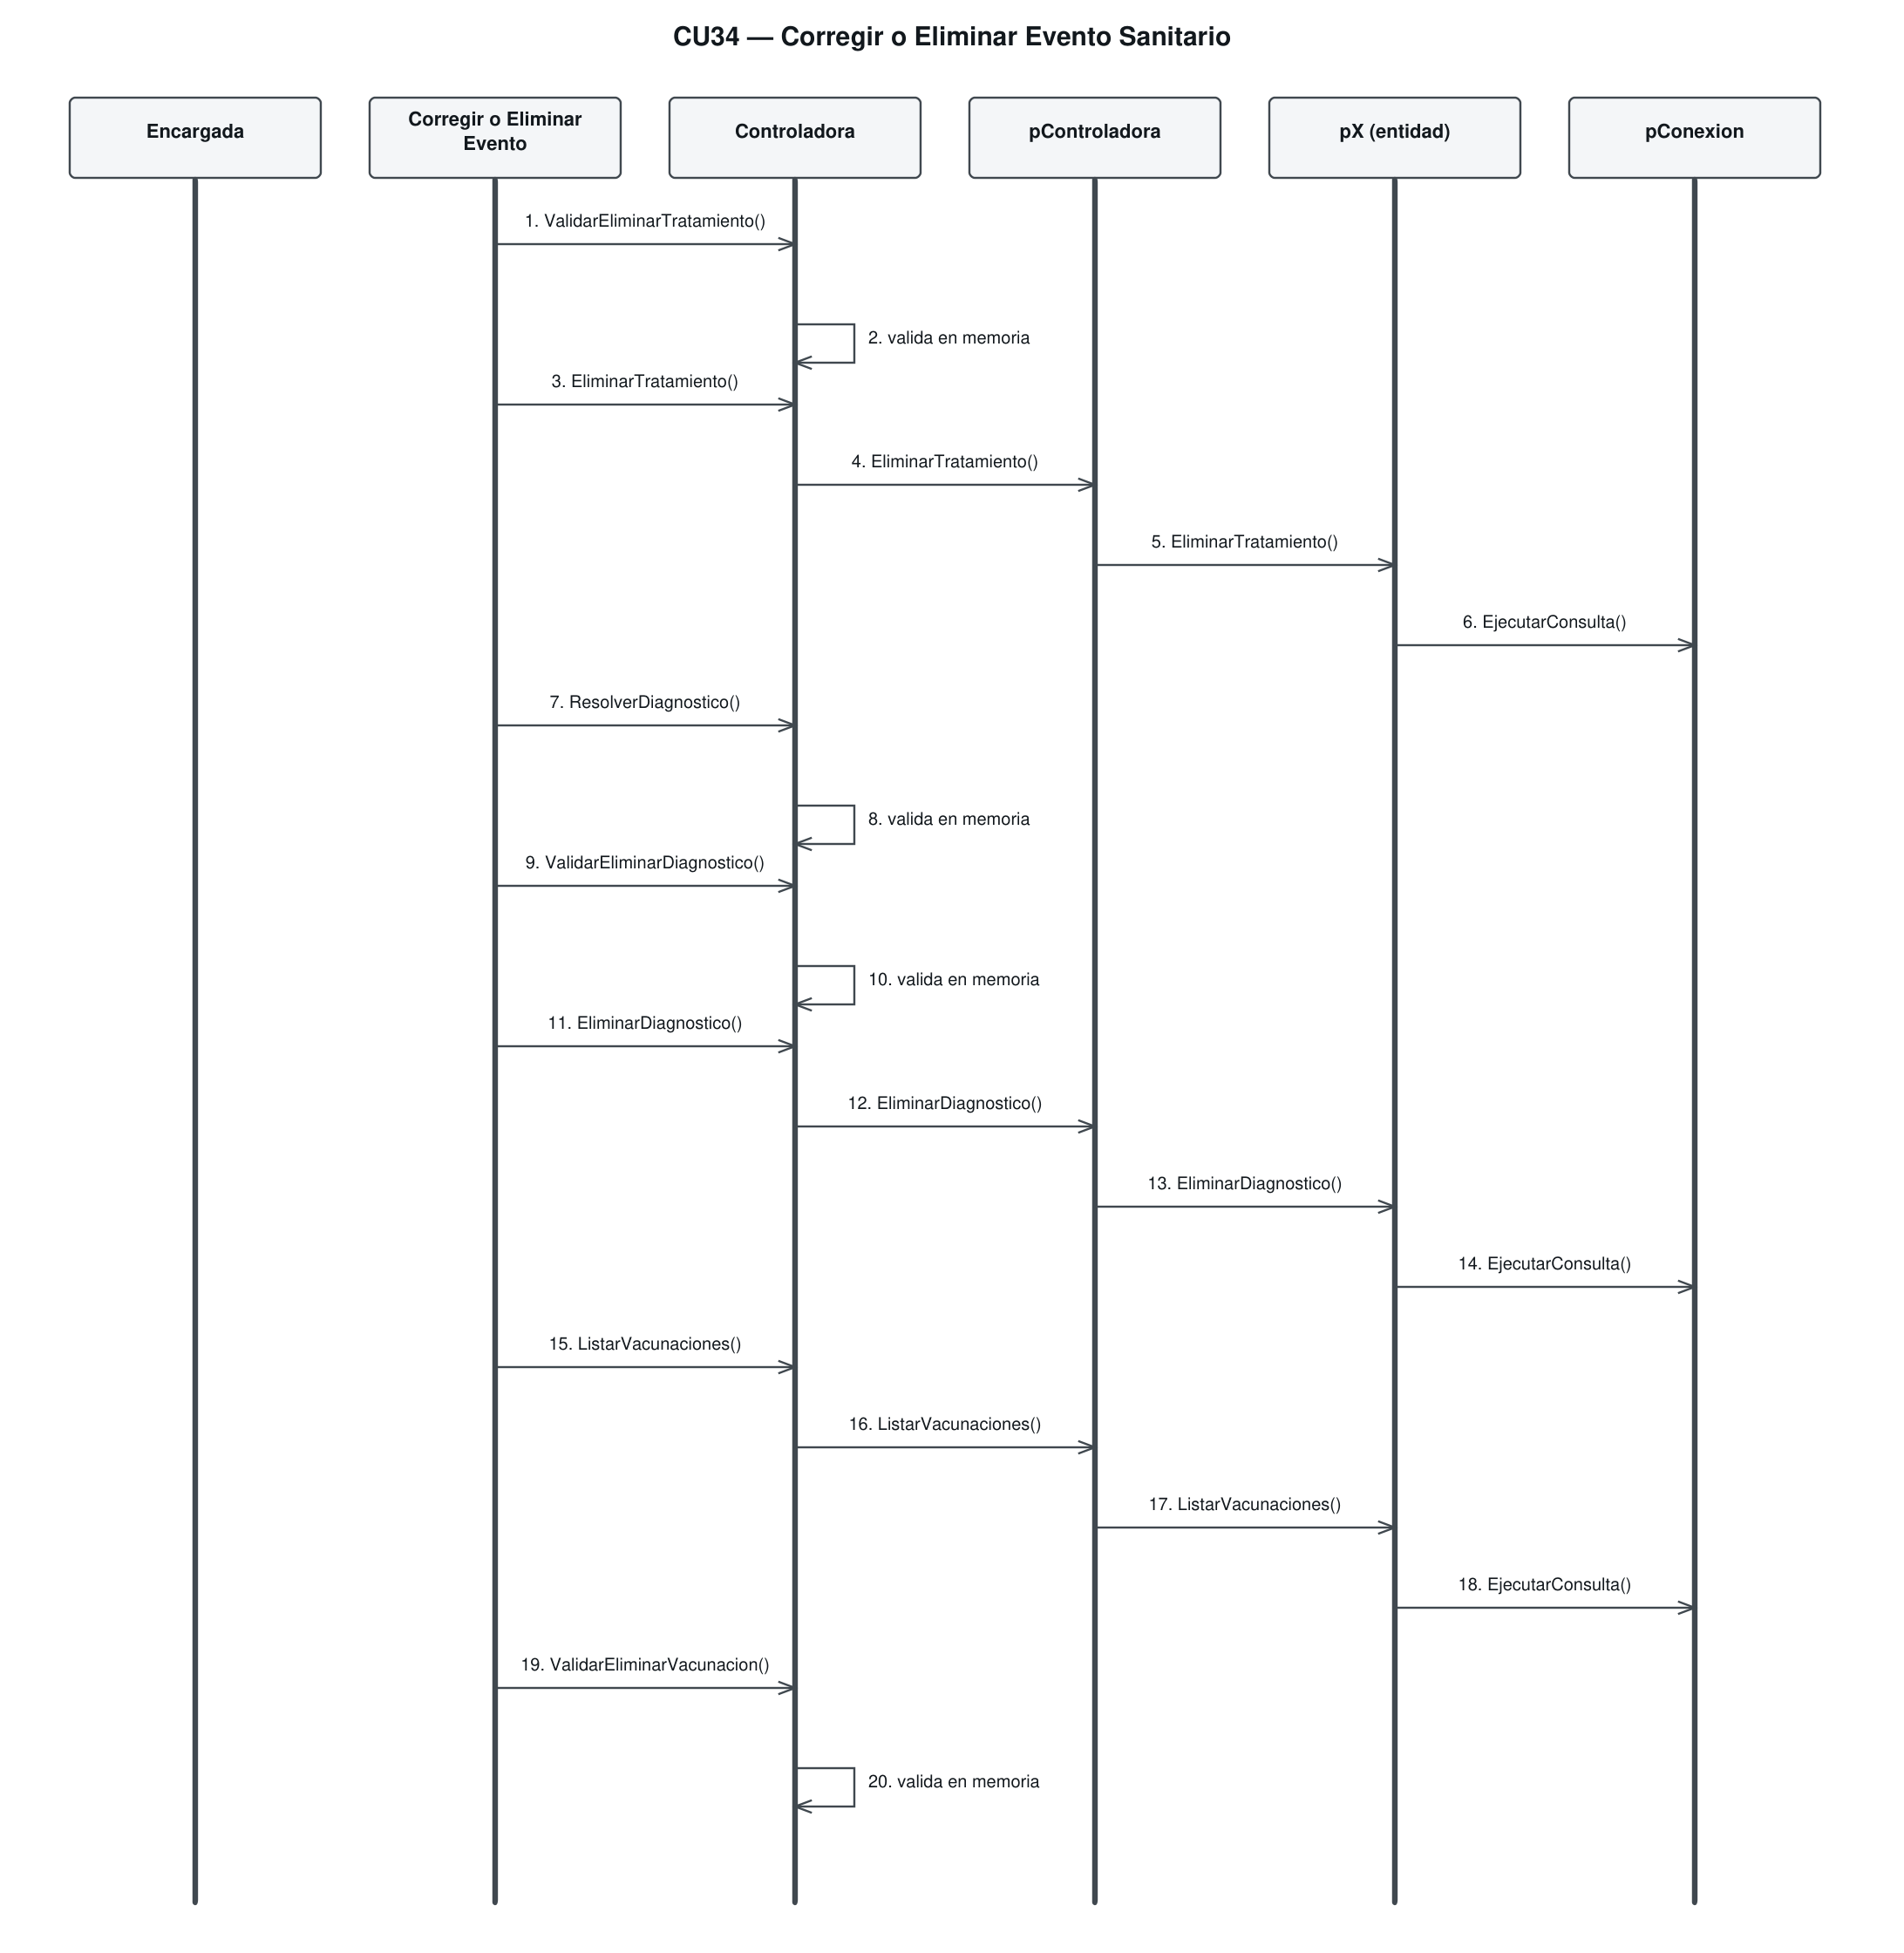 CU34 — Corregir o Eliminar Evento Sanitario
Encargada
Corregir o Eliminar
Evento
Controladora
pControladora
pX (entidad)
pConexion
1. ValidarEliminarTratamiento()
2. valida en memoria
3. EliminarTratamiento()
4. EliminarTratamiento()
5. EliminarTratamiento()
6. EjecutarConsulta()
7. ResolverDiagnostico()
8. valida en memoria
9. ValidarEliminarDiagnostico()
10. valida en memoria
11. EliminarDiagnostico()
12. EliminarDiagnostico()
13. EliminarDiagnostico()
14. EjecutarConsulta()
15. ListarVacunaciones()
16. ListarVacunaciones()
17. ListarVacunaciones()
18. EjecutarConsulta()
19. ValidarEliminarVacunacion()
20. valida en memoria